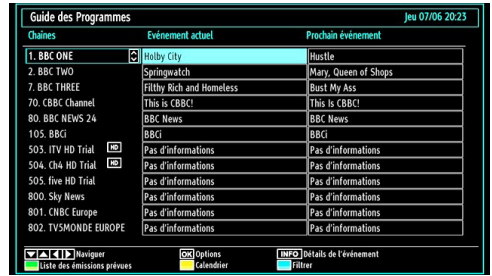 Guide des Programmes Jeu 07/06 20:23
Chaînes Evénement actuel Prochain événement
1. BBC ONE Holby City Hustle
2. BBC TWO Springwatch Mary, Queen of Shops
7. BBC THREE Filthy Rich and Homeless Bust My Ass
70. CBBC Channel This is CBBC! This Is CBBC!
80. BBC NEWS 24 BBC News BBC News
105. BBCi BBCi BBCi
503. ITV HD Trial HD Pas d'informations Pas d'informations
504. Ch4 HD Trial HD Pas d'informations Pas d'informations
505. five HD Trial Pas d'informations Pas d'informations
800. Sky News Pas d'informations Pas d'informations
801. CNBC Europe Pas d'informations Pas d'informations
802. TV5MONDE EUROPE Pas d'informations Pas d'informations
Naviguer OK Options INFO Détails de l'événement
Liste des émissions prévues Calendrier Filtrer